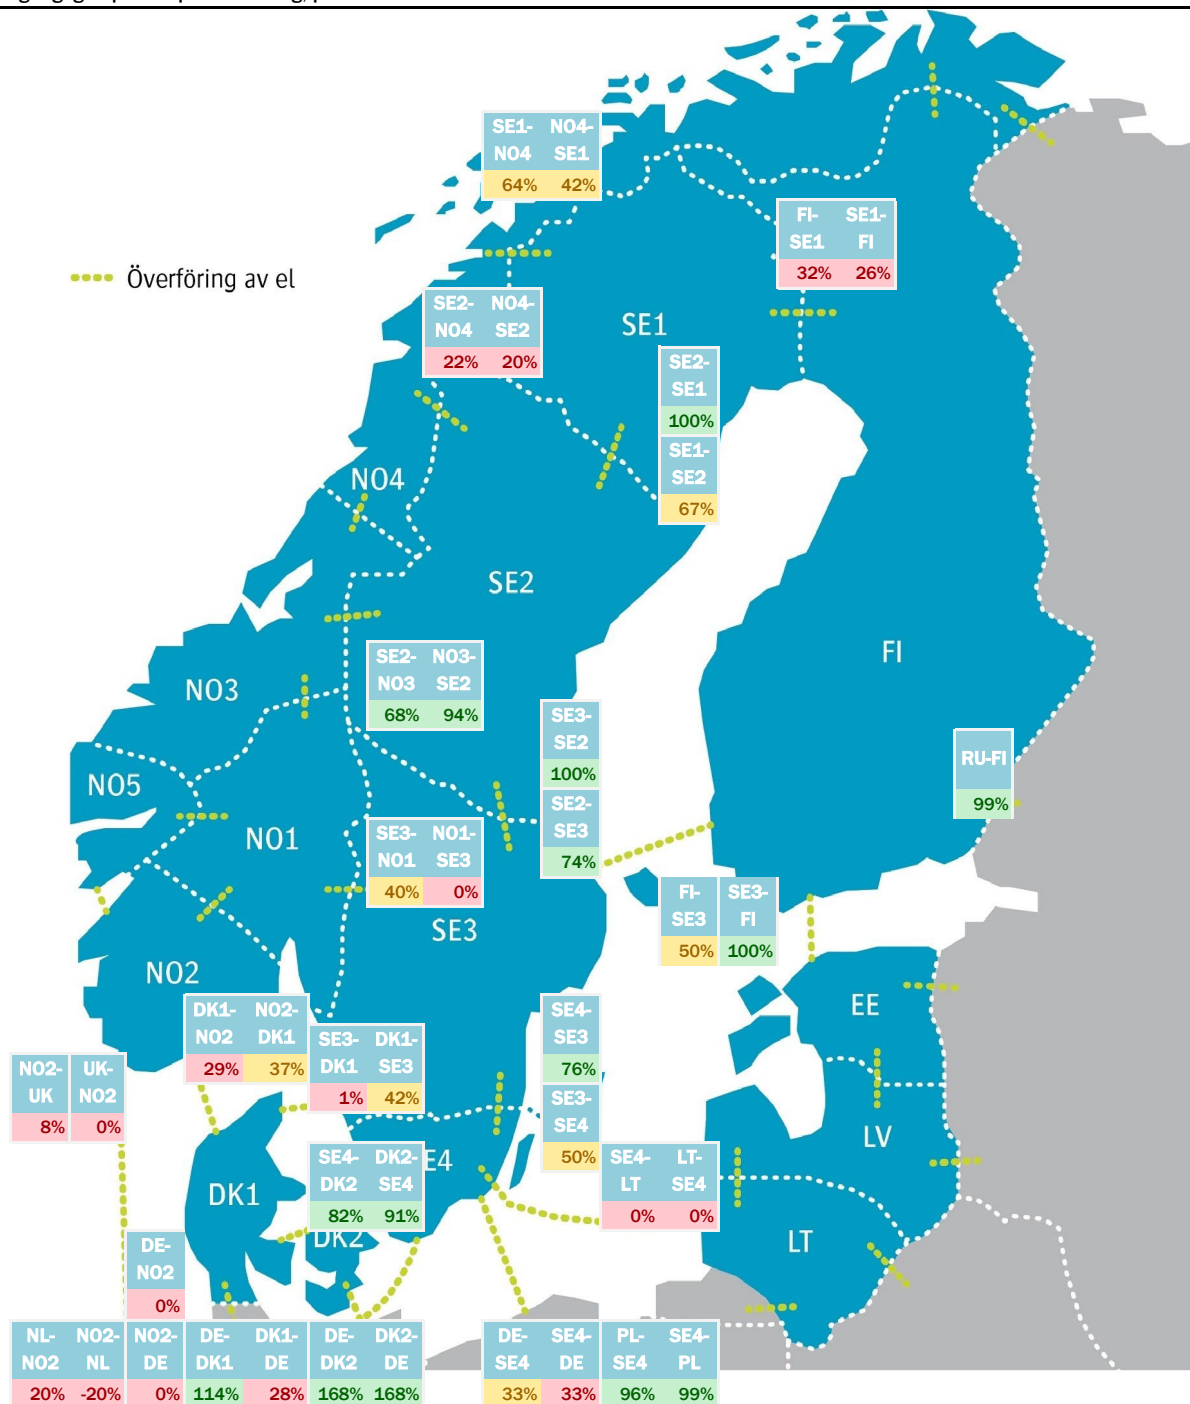 SE1- NO4-
NO4 SE1
64% 42%
FI- SE1-
SE1 FI
32% 26%
Överföring av el
SE2- NO4-
NO4 SE2
22% 20%
SE1
SE2-
SE1
100%
SE1-
SE2
67%
NO4
SE2
FI
SE2- NO3-
NO3 SE2
68% 94%
NO3
SE3-
SE2
100%
SE2-
SE3
74%
RU-FI
99%
NO5
NO1
SE3- NO1-
NO1 SE3
40% 0%
FI- SE3-
SE3 FI
50% 100%
SE3
NO2
DK1- NO2-
NO2 DK1
29% 37%
SE3- DK1-
DK1 SE3
1% 42%
SE4-
SE3
76%
SE3-
SE4
50%
EE
NO2- UK-
UK NO2
8% 0%
LV
SE4- DK2-
DK2 SE4
82% 91%
E4
SE4- LT-
LT SE4
0% 0%
DK1
DK2
LT
DE-
NO2
0%
NL- NO2- NO2- DE- DK1- DE- DK2-
NO2 NL DE DK1 DE DK2 DE
20% -20% 0% 114% 28% 168% 168%
DE- SE4- PL- SE4-
SE4 DE SE4 PL
33% 33% 96% 99%